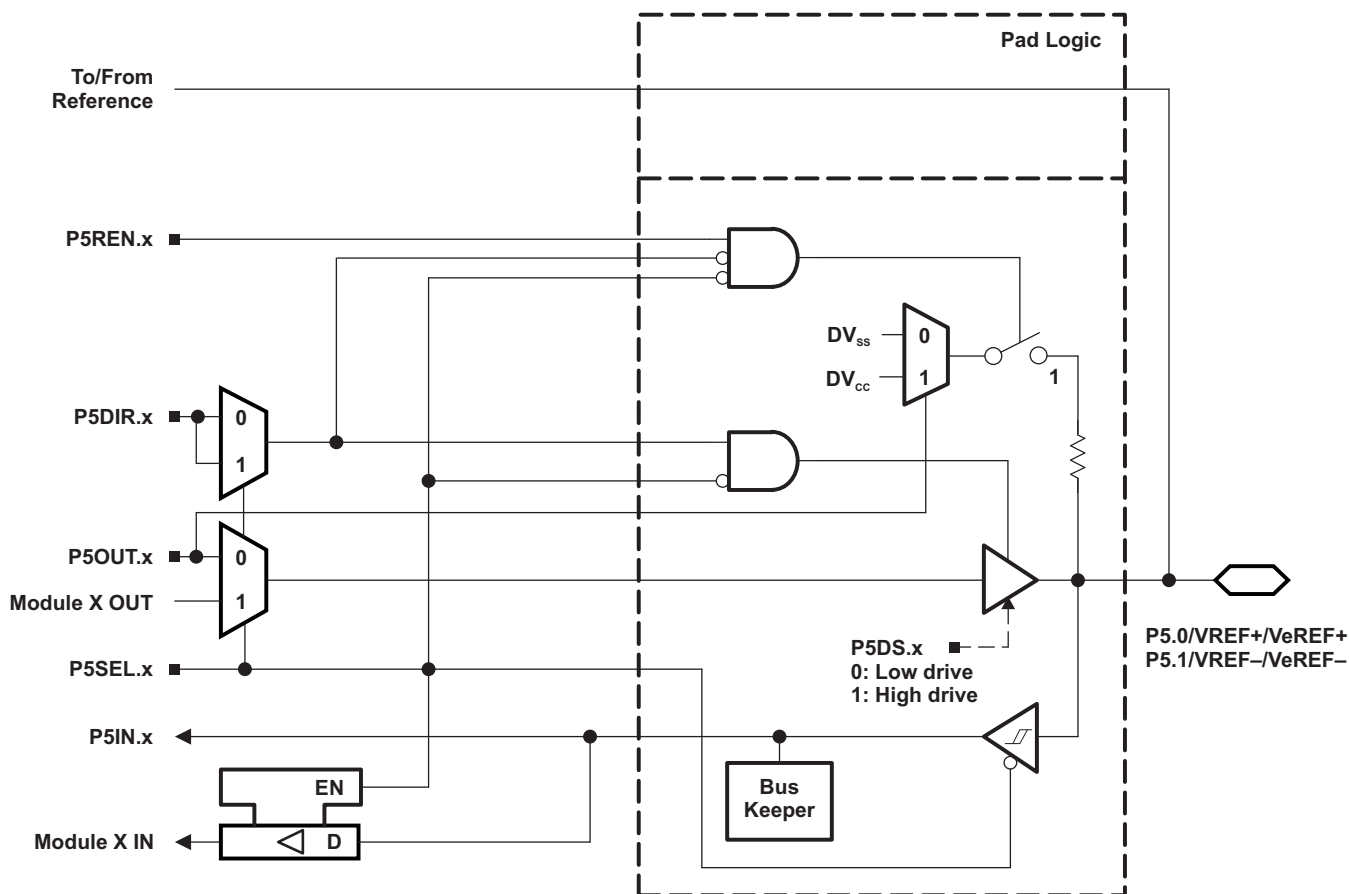 Pad Logic
To/From
Reference
P5REN.x
DVss
0
DVcc
1
1
P5DIR.x
0
1
P5OUT.x
0
Module X OUT
1
P5SEL.x
P5DS.x
0: Low drive
1: High drive
P5.0/VREF+/VeREF+
P5.1/VREF–/VeREF–
P5IN.x
EN
Bus
Keeper
Module X IN
D